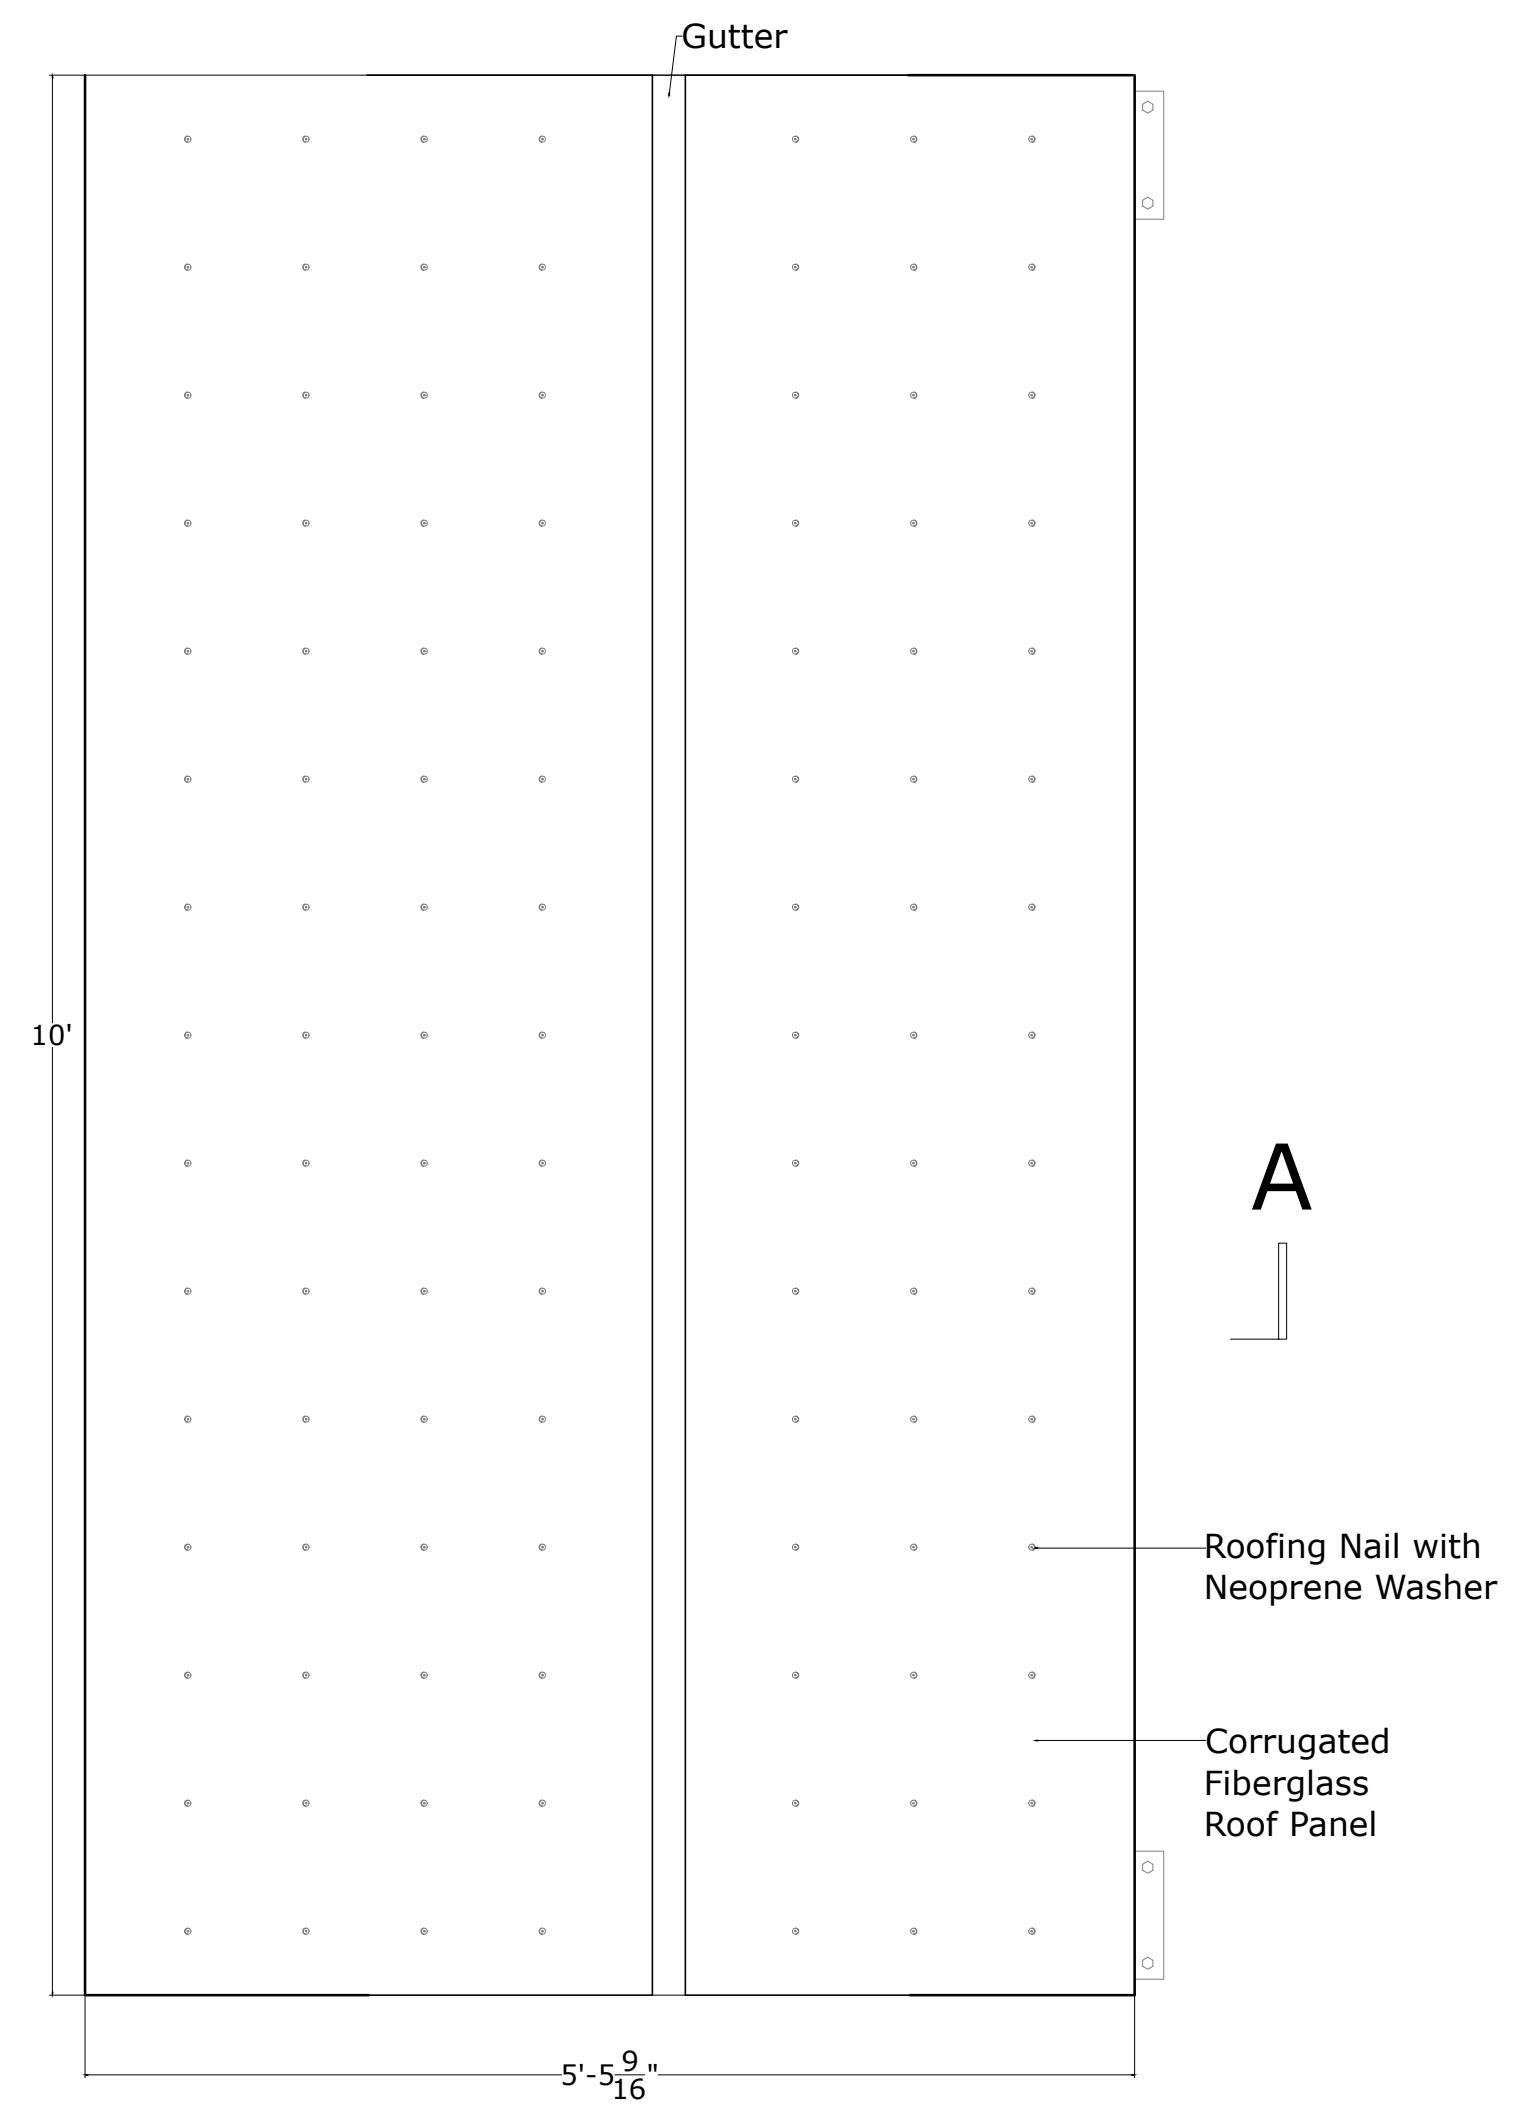 Gutter
10'
A
Roofing Nail with
Neoprene Washer
Corrugated
Fiberglass
Roof Panel
5'-5 9/16"